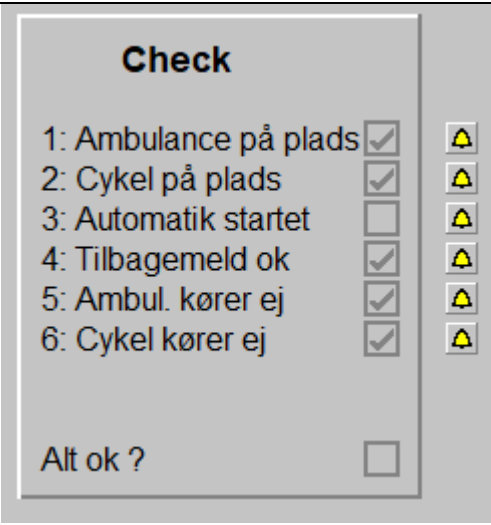 Check
1: Ambulance på plads
2: Cykel på plads
3: Automatik startet
4: Tilbagemeld ok
5: Ambul. kører ej
6: Cykel kører ej
Alt ok ?